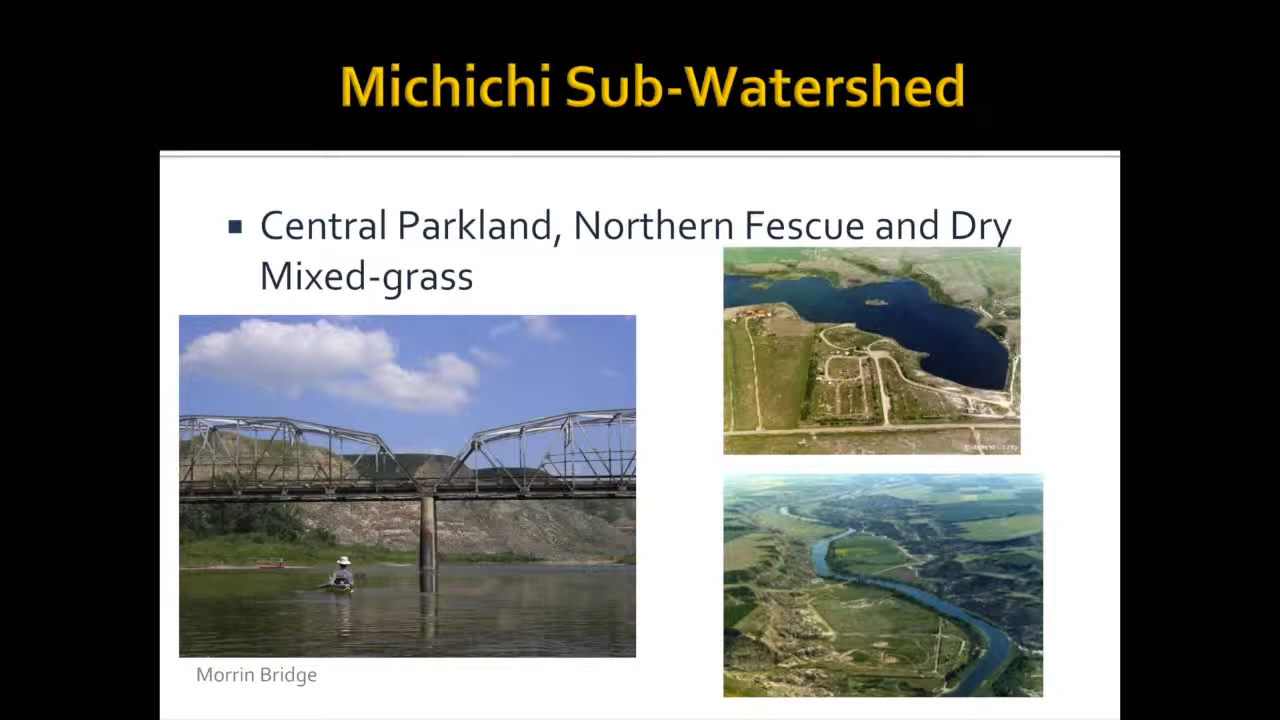 Michichi Sub-Watershed
Central Parkland, Northern Fescue and Dry
Mixed-grass
Morrin Bridge